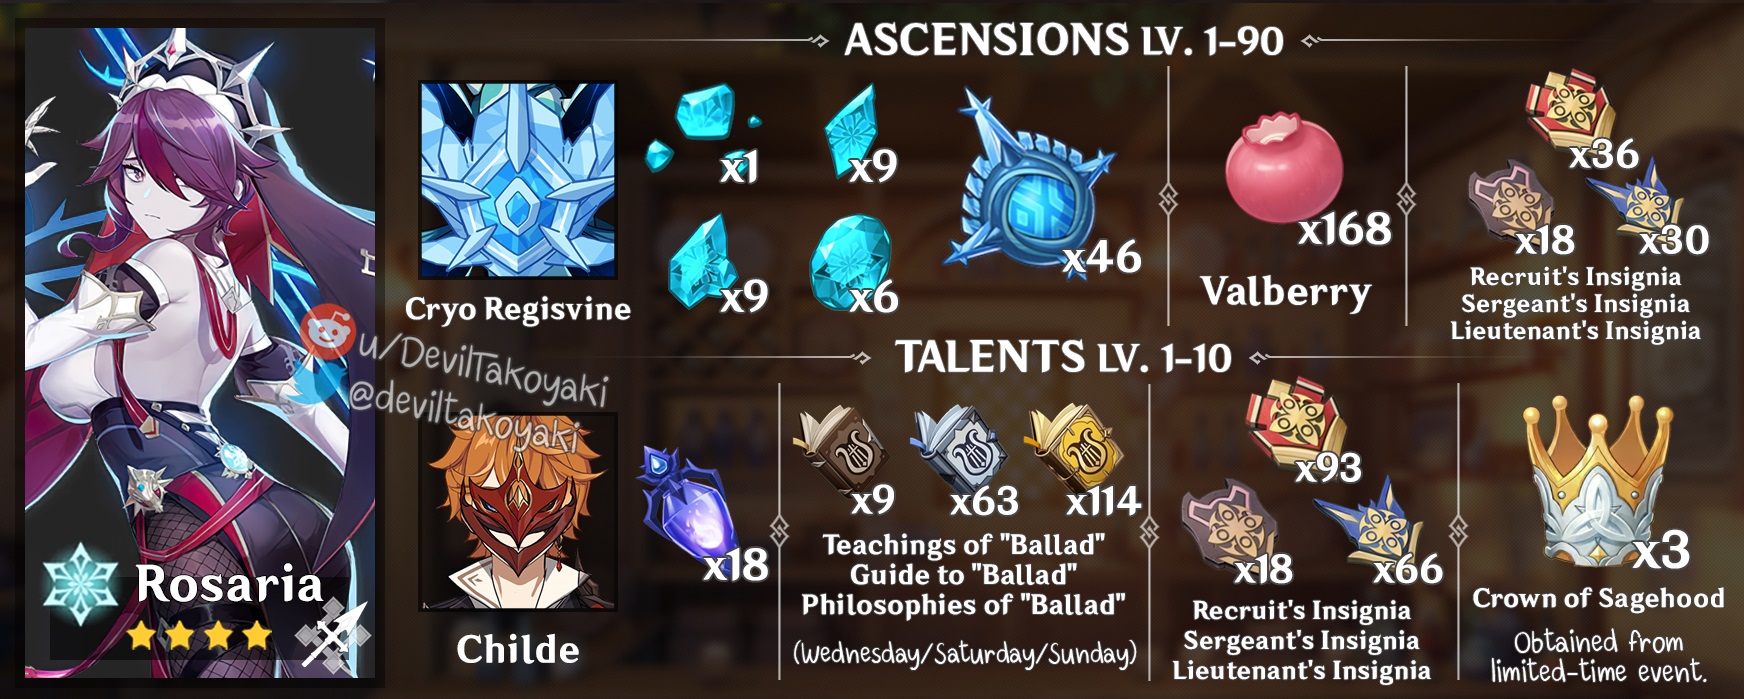 ASCENSIONS LV. 1-90
x1
x9
x9
x6
x46
x168
x36
x18
x30
Cryo Regisvine
Valberry
Recruit's Insignia
Sergeant's Insignia
Lieutenant's Insignia
u/DevilTakoyaki
@deviltakoyaki
TALENTS LV. 1-10
x18
x9
x63
x114
x93
x18
x66
x3
Teachings of "Ballad"
Guide to "Ballad"
Philosophies of "Ballad"
(Wednesday/Saturday/Sunday)
Recruit's Insignia
Sergeant's Insignia
Lieutenant's Insignia
Crown of Sagehood
Obtained from
limited-time event.
Rosaria
Childe